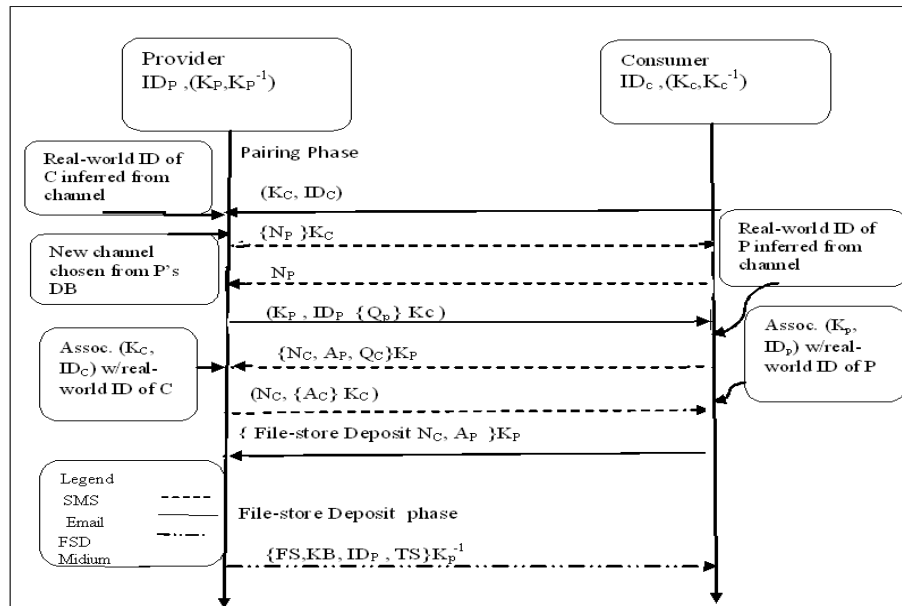 Provider
IDP ,(KP,KP-1)
Consumer
IDc ,(Kc,Kc-1)
Pairing Phase
Real-world ID of
C inferred from
channel
(KC, IDC)
{NP }KC
Real-world ID of
P inferred from
channel
New channel
chosen from P's
DB
NP
(KP , IDP {Qp} Kc )
Assoc. (KC,
IDC) w/real-
world ID of C
{NC, AP, QC}KP
Assoc. (Kp,
IDp) w/real-
world ID of P
(NC, {AC} KC)
{ File-store Deposit NC, AP }KP
Legend
SMS
Email
FSD
Midium
File-store Deposit phase
{FS,KB, IDP , TS}Kp-1